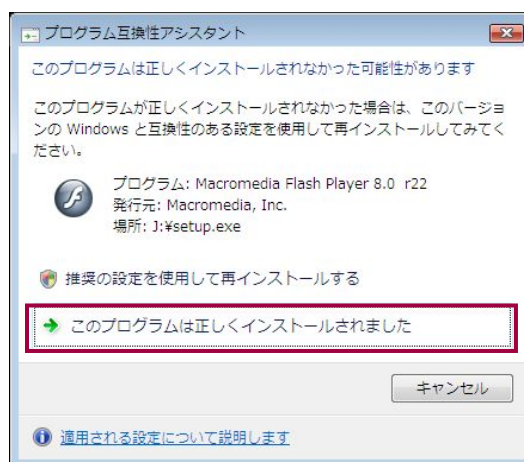 プログラム互換性アシスタント
このプログラムは正しくインストールされなかった可能性があります
このプログラムが正しくインストールされなかった場合は、このバージョ
ンの Windows と互換性のある設定を使用して再インストールしてみてく
ださい。
プログラム: Macromedia Flash Player 8.0 r22
発行元: Macromedia, Inc.
場所: J:¥setup.exe
推奨の設定を使用して再インストールする
このプログラムは正しくインストールされました
キャンセル
適用される設定について説明します